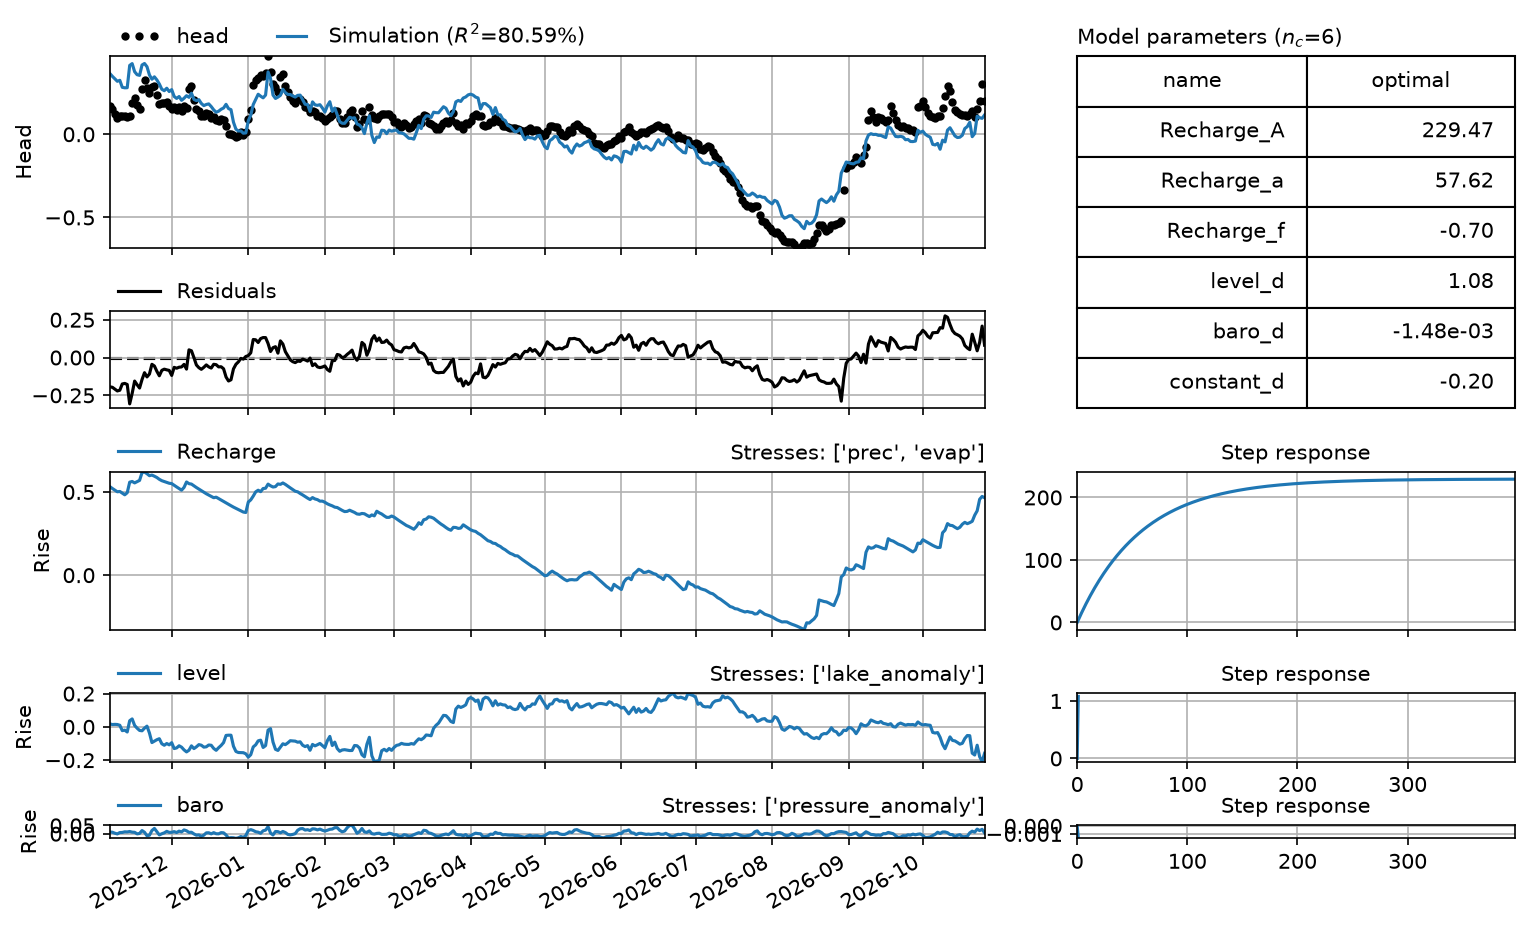 head Simulation (R²=80.59%)
Head
0.0
−0.5
Model parameters (n_c=6)
name optimal
Recharge_A 229.47
Recharge_a 57.62
Recharge_f -0.70
level_d 1.08
baro_d -1.48e-03
constant_d -0.20
Residuals
0.25
0.00
−0.25
Recharge Stresses: ['prec', 'evap']
Rise
0.5
0.0
Step response
200
100
0
level Stresses: ['lake_anomaly']
Rise
0.2
0.0
−0.2
Step response
1
0
0 100 200 300
baro Stresses: ['pressure_anomaly']
Rise
0.05
0.00
Step response
0.000
−0.001
0 100 200 300
2025-12 2026-01 2026-02 2026-03 2026-04 2026-05 2026-06 2026-07 2026-08 2026-09 2026-10